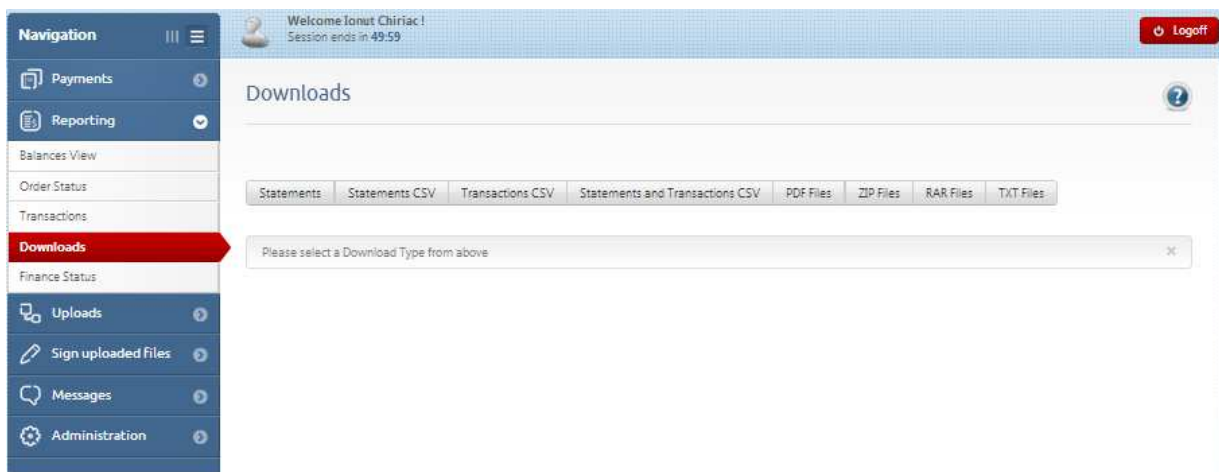 Navigation
Welcome Ionut Chiriac !
Session ends in 49:59
Logoff
Payments
Reporting
Balances View
Order Status
Transactions
Downloads
Finance Status
Uploads
Sign uploaded files
Messages
Administration
Downloads
?
Statements Statements CSV Transactions CSV Statements and Transactions CSV PDF Files ZIP Files RAR Files TXT Files
Please select a Download Type from above